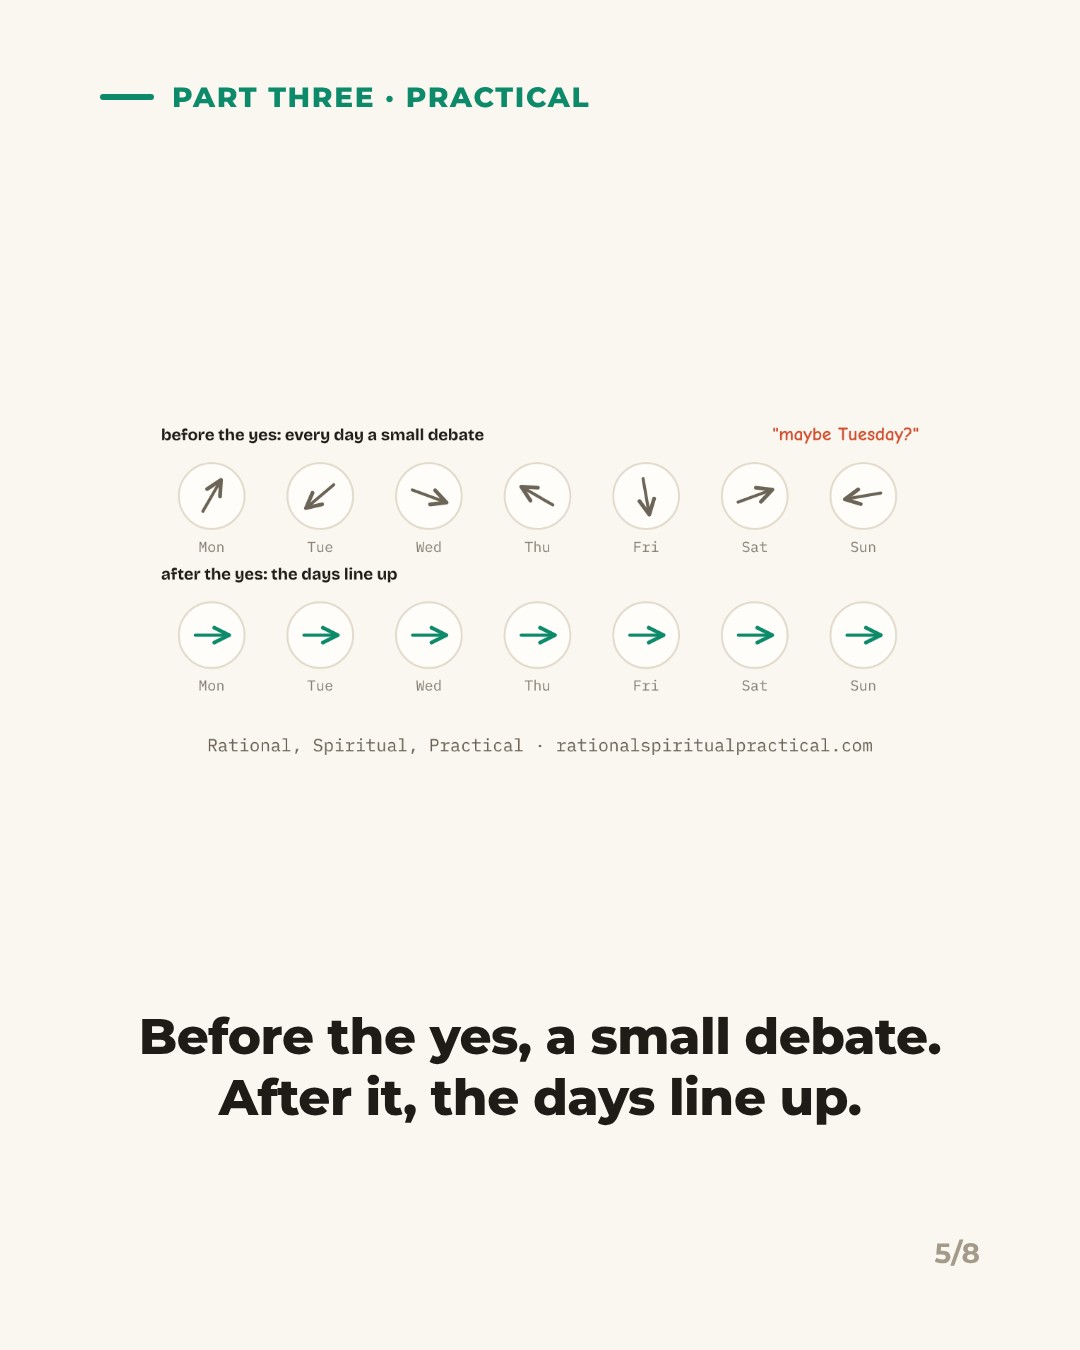 PART THREE · PRACTICAL
before the yes: every day a small debate
"maybe Tuesday?"
Mon Tue Wed Thu Fri Sat Sun
after the yes: the days line up
Mon Tue Wed Thu Fri Sat Sun
Rational, Spiritual, Practical · rationalspiritualpractical.com
Before the yes, a small debate.
After it, the days line up.
5/8